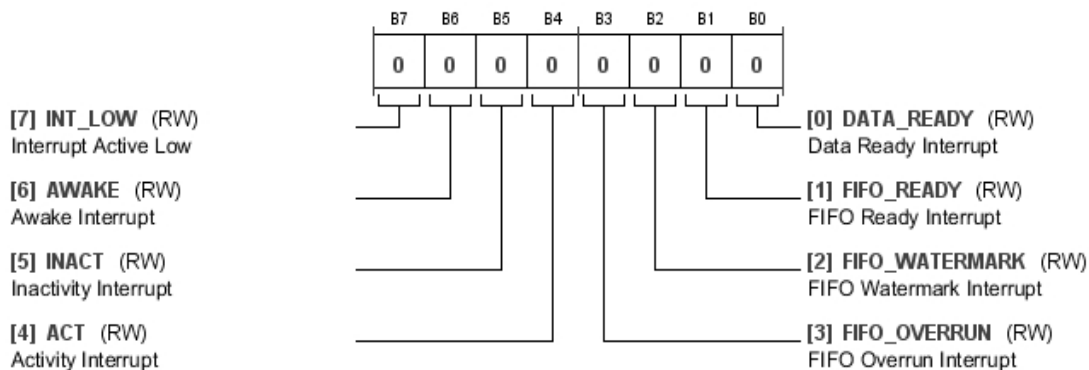 B7 B6 B5 B4 B3 B2 B1 B0
0 0 0 0 0 0 0 0
[7] INT_LOW (RW)
Interrupt Active Low
[6] AWAKE (RW)
Awake Interrupt
[5] INACT (RW)
Inactivity Interrupt
[4] ACT (RW)
Activity Interrupt
[0] DATA_READY (RW)
Data Ready Interrupt
[1] FIFO_READY (RW)
FIFO Ready Interrupt
[2] FIFO_WATERMARK (RW)
FIFO Watermark Interrupt
[3] FIFO_OVERRUN (RW)
FIFO Overrun Interrupt